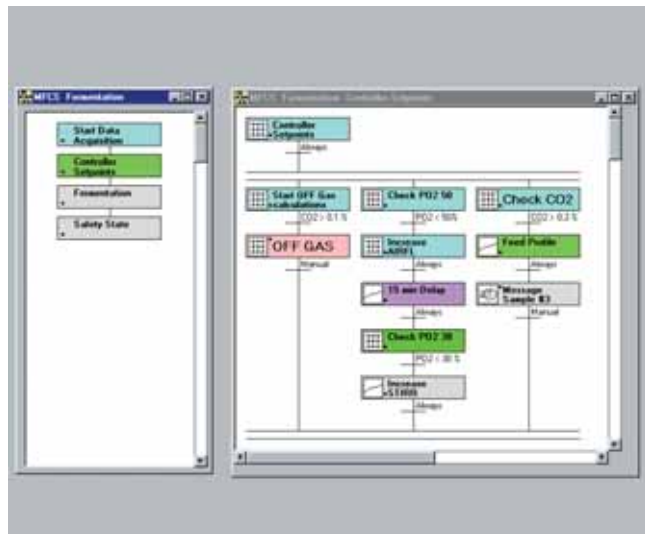 MFCS Fermentation
Start Data
Acquisition
Controller
Setpoints
Fermentation
Safety State
MFCS Fermentation Controller Setpoints
Controller
Setpoints
Always
Start OFF Gas
calculations
CO2 > 0.1 %
OFF GAS
Manual
Check PO2 50
PO2 < 50%
Increase
AIRFL
Always
15 min Delay
Always
Check PO2 30
PO2 < 30 %
Increase
STIRR
Always
Check CO2
CO2 > 0.3 %
Feed Profile
Always
Message
Sample #3
Manual